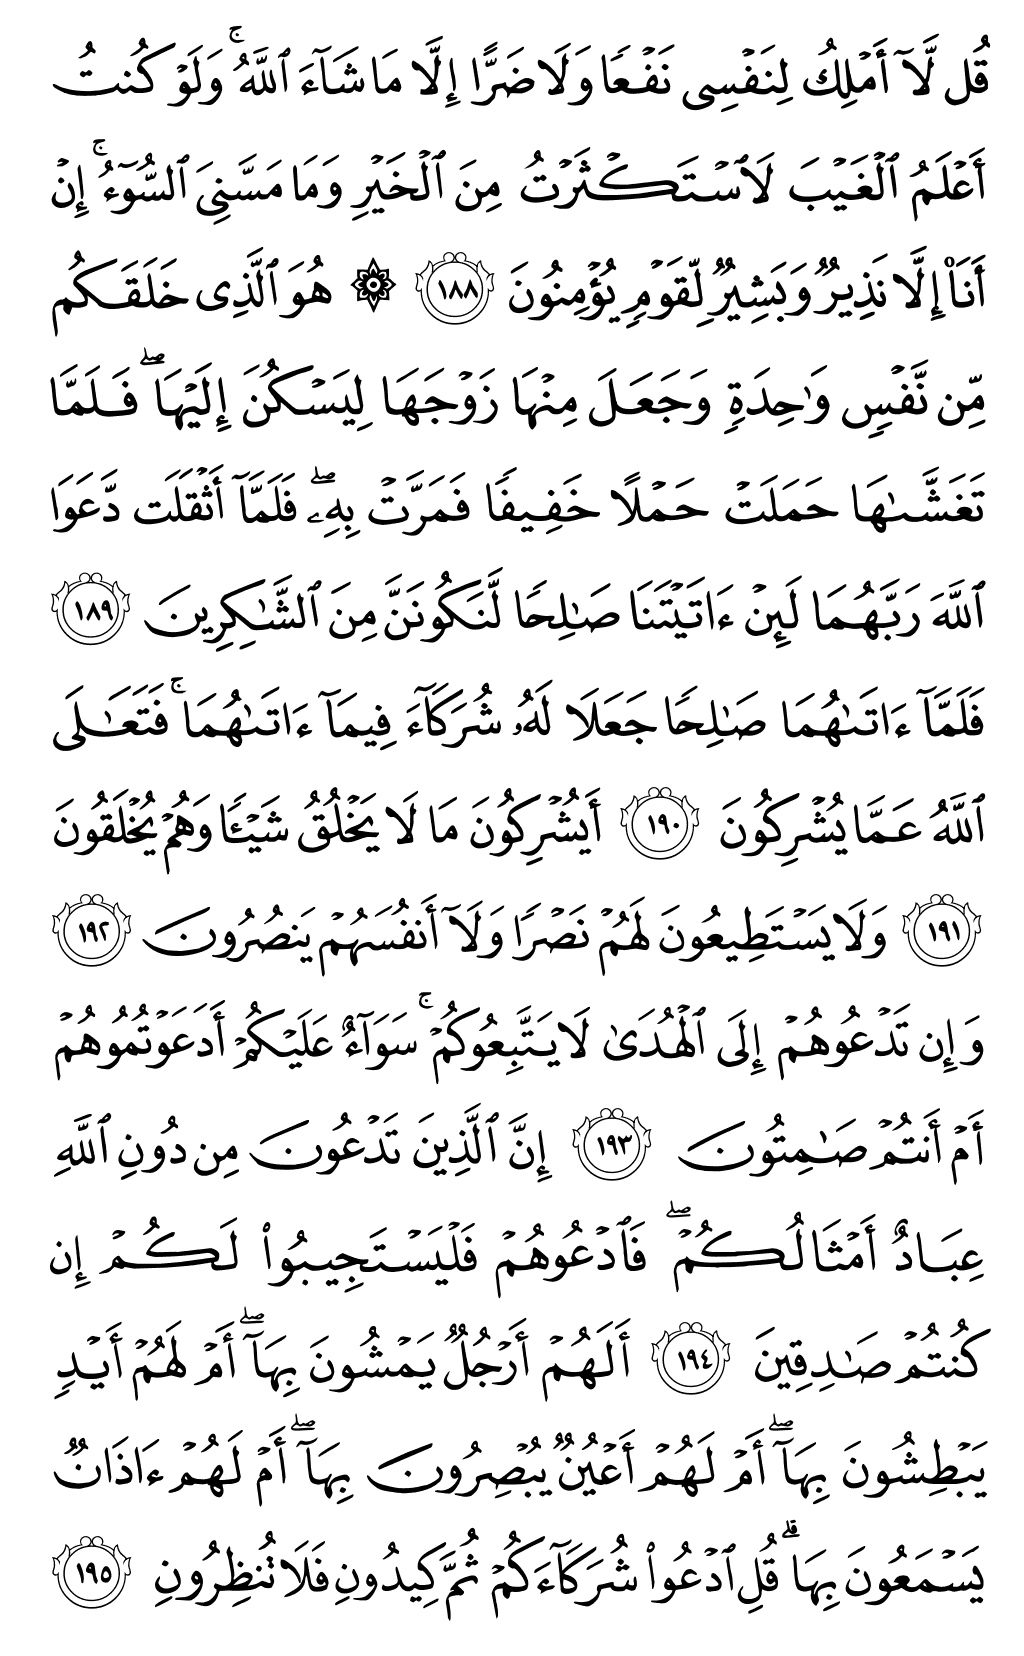 قُل لَّآ أَمْلِكُ لِنَفْسِى نَفْعًا وَلَا ضَرًّا إِلَّا مَا شَآءَ ٱللَّهُ ۚ وَلَوْ كُنتُ
أَعْلَمُ ٱلْغَيْبَ لَٱسْتَكْثَرْتُ مِنَ ٱلْخَيْرِ وَمَا مَسَّنِىَ ٱلسُّوٓءُ ۚ إِنْ
أَنَا۠ إِلَّا نَذِيرٌ وَبَشِيرٌ لِّقَوْمٍ يُؤْمِنُونَ ١٨٨ ۞ هُوَ ٱلَّذِى خَلَقَكُم
مِّن نَّفْسٍ وَٰحِدَةٍ وَجَعَلَ مِنْهَا زَوْجَهَا لِيَسْكُنَ إِلَيْهَا ۖ فَلَمَّا
تَغَشَّىٰهَا حَمَلَتْ حَمْلًا خَفِيفًا فَمَرَّتْ بِهِۦ ۖ فَلَمَّآ أَثْقَلَت دَّعَوَا
ٱللَّهَ رَبَّهُمَا لَئِنْ ءَاتَيْتَنَا صَٰلِحًا لَّنَكُونَنَّ مِنَ ٱلشَّٰكِرِينَ ١٨٩
فَلَمَّآ ءَاتَىٰهُمَا صَٰلِحًا جَعَلَا لَهُۥ شُرَكَآءَ فِيمَآ ءَاتَىٰهُمَا ۚ فَتَعَٰلَى
ٱللَّهُ عَمَّا يُشْرِكُونَ ١٩٠ أَيُشْرِكُونَ مَا لَا يَخْلُقُ شَيْـًٔا وَهُمْ يُخْلَقُونَ
١٩١ وَلَا يَسْتَطِيعُونَ لَهُمْ نَصْرًا وَلَآ أَنفُسَهُمْ يَنصُرُونَ ١٩٢
وَإِن تَدْعُوهُمْ إِلَى ٱلْهُدَىٰ لَا يَتَّبِعُوكُمْ ۚ سَوَآءٌ عَلَيْكُمْ أَدَعَوْتُمُوهُمْ
أَمْ أَنتُمْ صَٰمِتُونَ ١٩٣ إِنَّ ٱلَّذِينَ تَدْعُونَ مِن دُونِ ٱللَّهِ
عِبَادٌ أَمْثَالُكُمْ ۖ فَٱدْعُوهُمْ فَلْيَسْتَجِيبُوا۟ لَكُمْ إِن
كُنتُمْ صَٰدِقِينَ ١٩٤ أَلَهُمْ أَرْجُلٌ يَمْشُونَ بِهَآ ۖ أَمْ لَهُمْ أَيْدٍ
يَبْطِشُونَ بِهَآ ۖ أَمْ لَهُمْ أَعْيُنٌ يُبْصِرُونَ بِهَآ ۖ أَمْ لَهُمْ ءَاذَانٌ
يَسْمَعُونَ بِهَا ۗ قُلِ ٱدْعُوا۟ شُرَكَآءَكُمْ ثُمَّ كِيدُونِ فَلَا تُنظِرُونِ ١٩٥